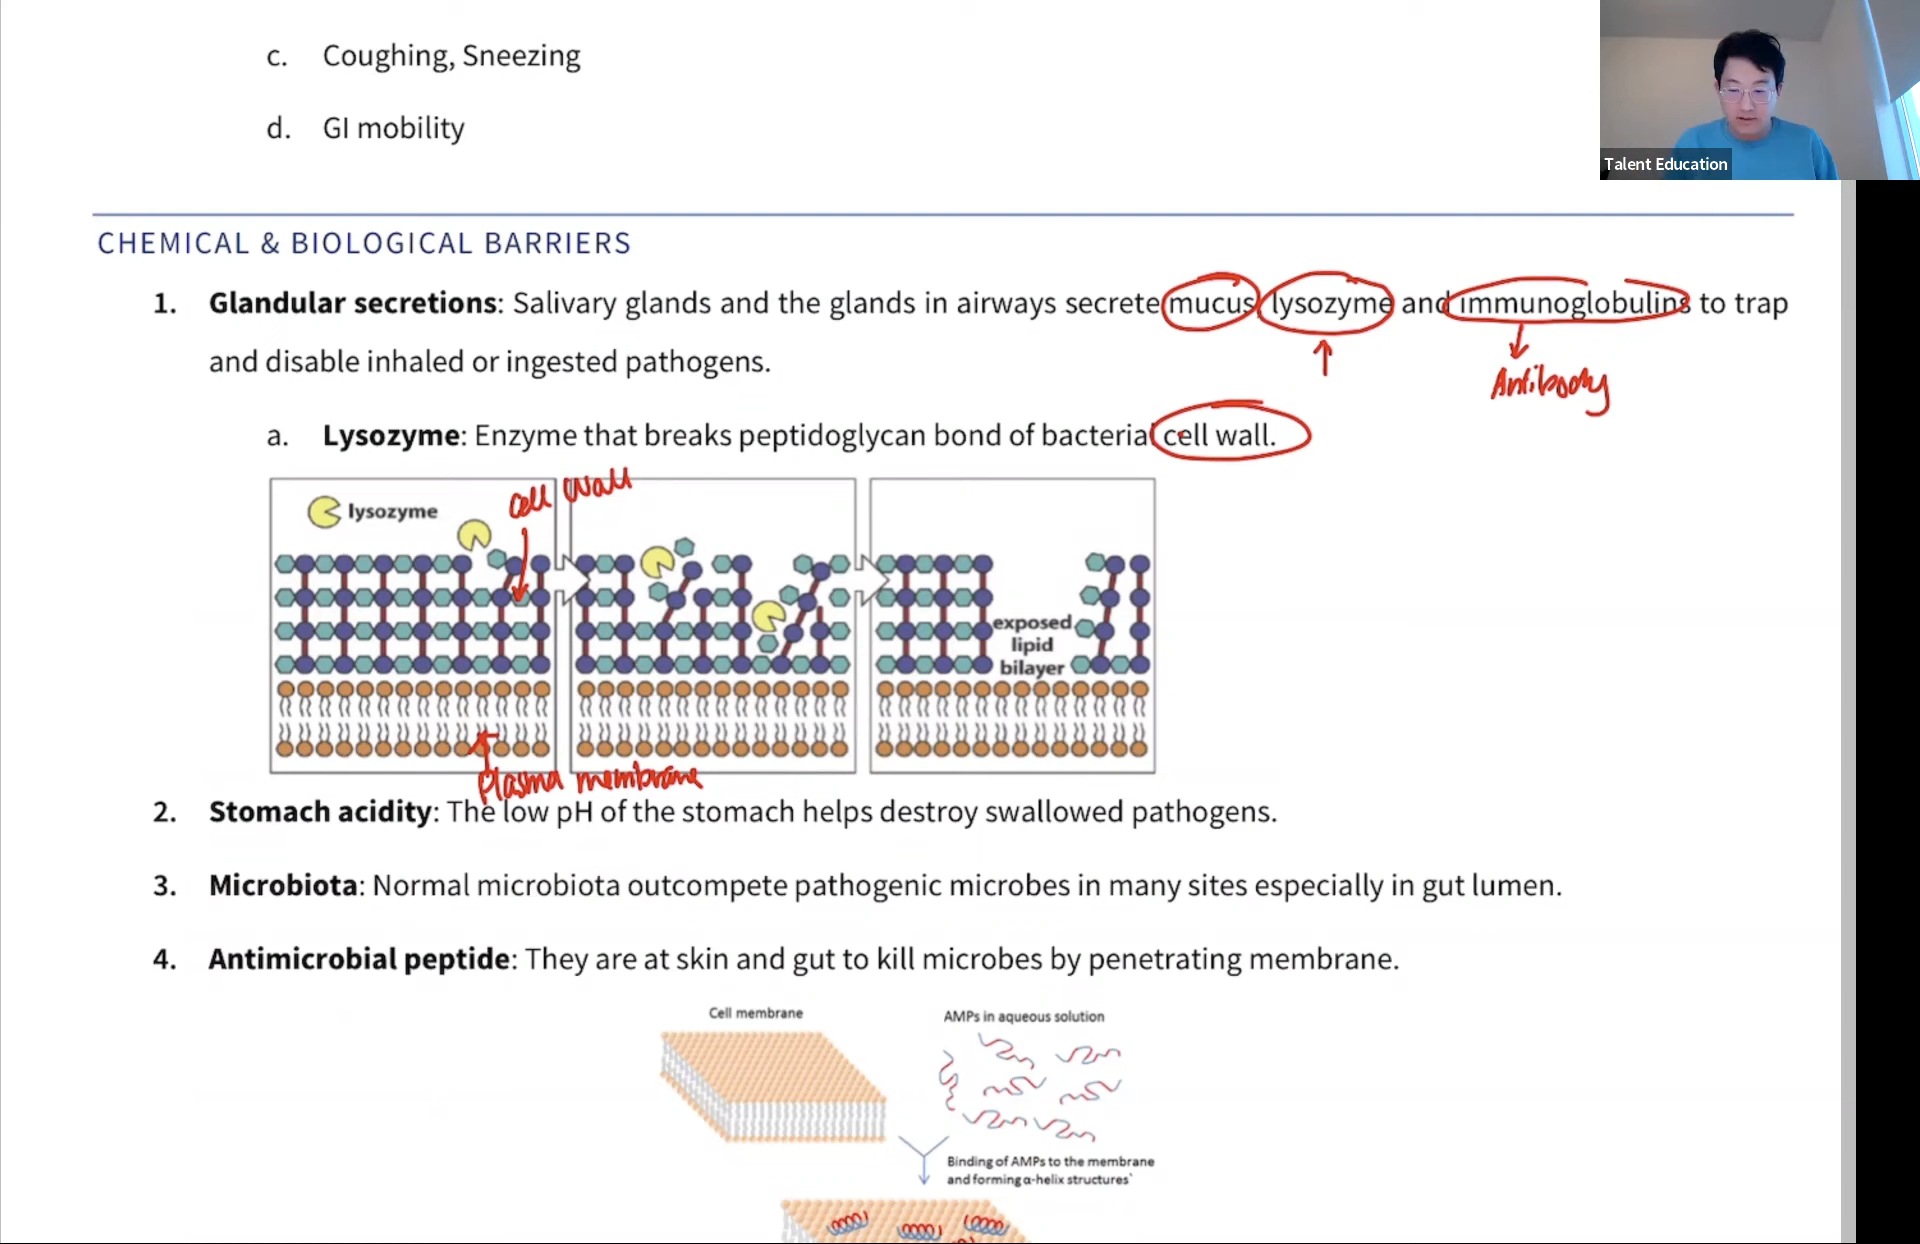 c. Coughing, Sneezing
d. GI mobility
Talent Education
CHEMICAL & BIOLOGICAL BARRIERS
1. Glandular secretions: Salivary glands and the glands in airways secrete mucus, lysozyme and immunoglobulins to trap
and disable inhaled or ingested pathogens.
Antibody
a. Lysozyme: Enzyme that breaks peptidoglycan bond of bacterial cell wall.
cell wall
lysozyme
exposed
lipid
bilayer
Plasma membrane
2. Stomach acidity: The low pH of the stomach helps destroy swallowed pathogens.
3. Microbiota: Normal microbiota outcompete pathogenic microbes in many sites especially in gut lumen.
4. Antimicrobial peptide: They are at skin and gut to kill microbes by penetrating membrane.
Cell membrane
AMPs in aqueous solution
Binding of AMPs to the membrane
and forming α-helix structures`